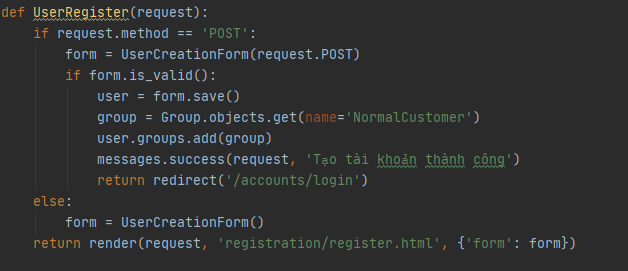 def UserRegister(request):
    if request.method == 'POST':
        form = UserCreationForm(request.POST)
        if form.is_valid():
            user = form.save()
            group = Group.objects.get(name='NormalCustomer')
            user.groups.add(group)
            messages.success(request, 'Tạo tài khoản thành công')
            return redirect('/accounts/login')
    else:
        form = UserCreationForm()
    return render(request, 'registration/register.html', {'form': form})